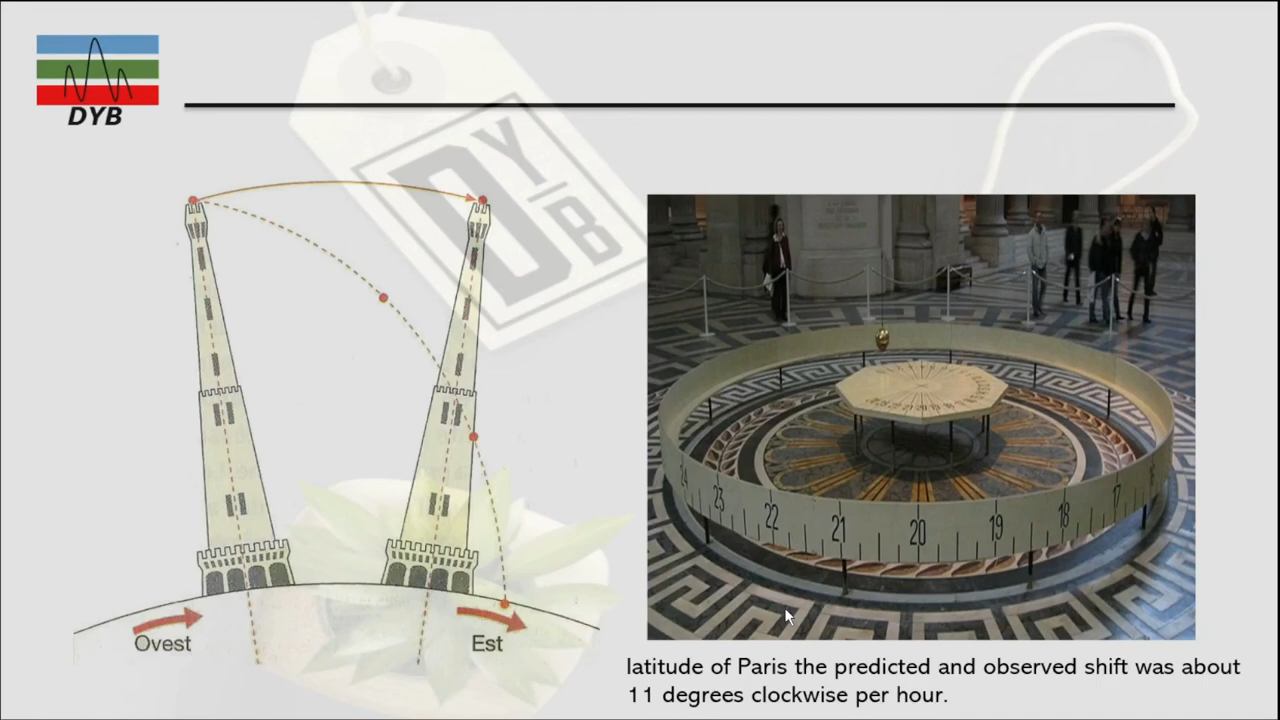 DYB
DYB
Ovest
Est
24
23
22
21
20
19
18
17
latitude of Paris the predicted and observed shift was about
11 degrees clockwise per hour.